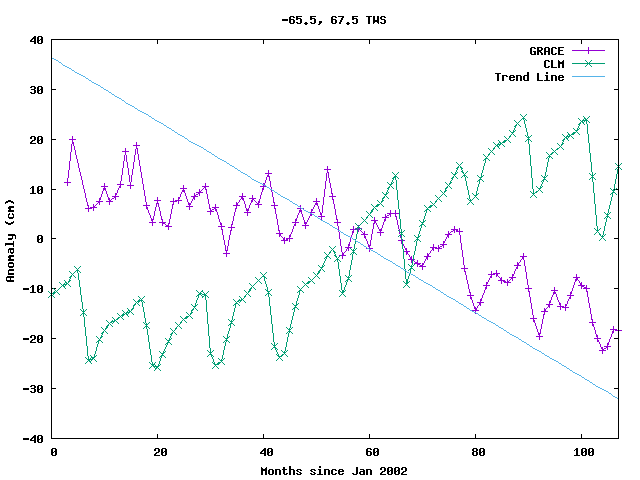 -65.5, 67.5 TWS
GRACE
CLM
Trend Line
40
30
20
10
0
-10
-20
-30
-40
Anomaly (cm)
0 20 40 60 80 100
Months since Jan 2002